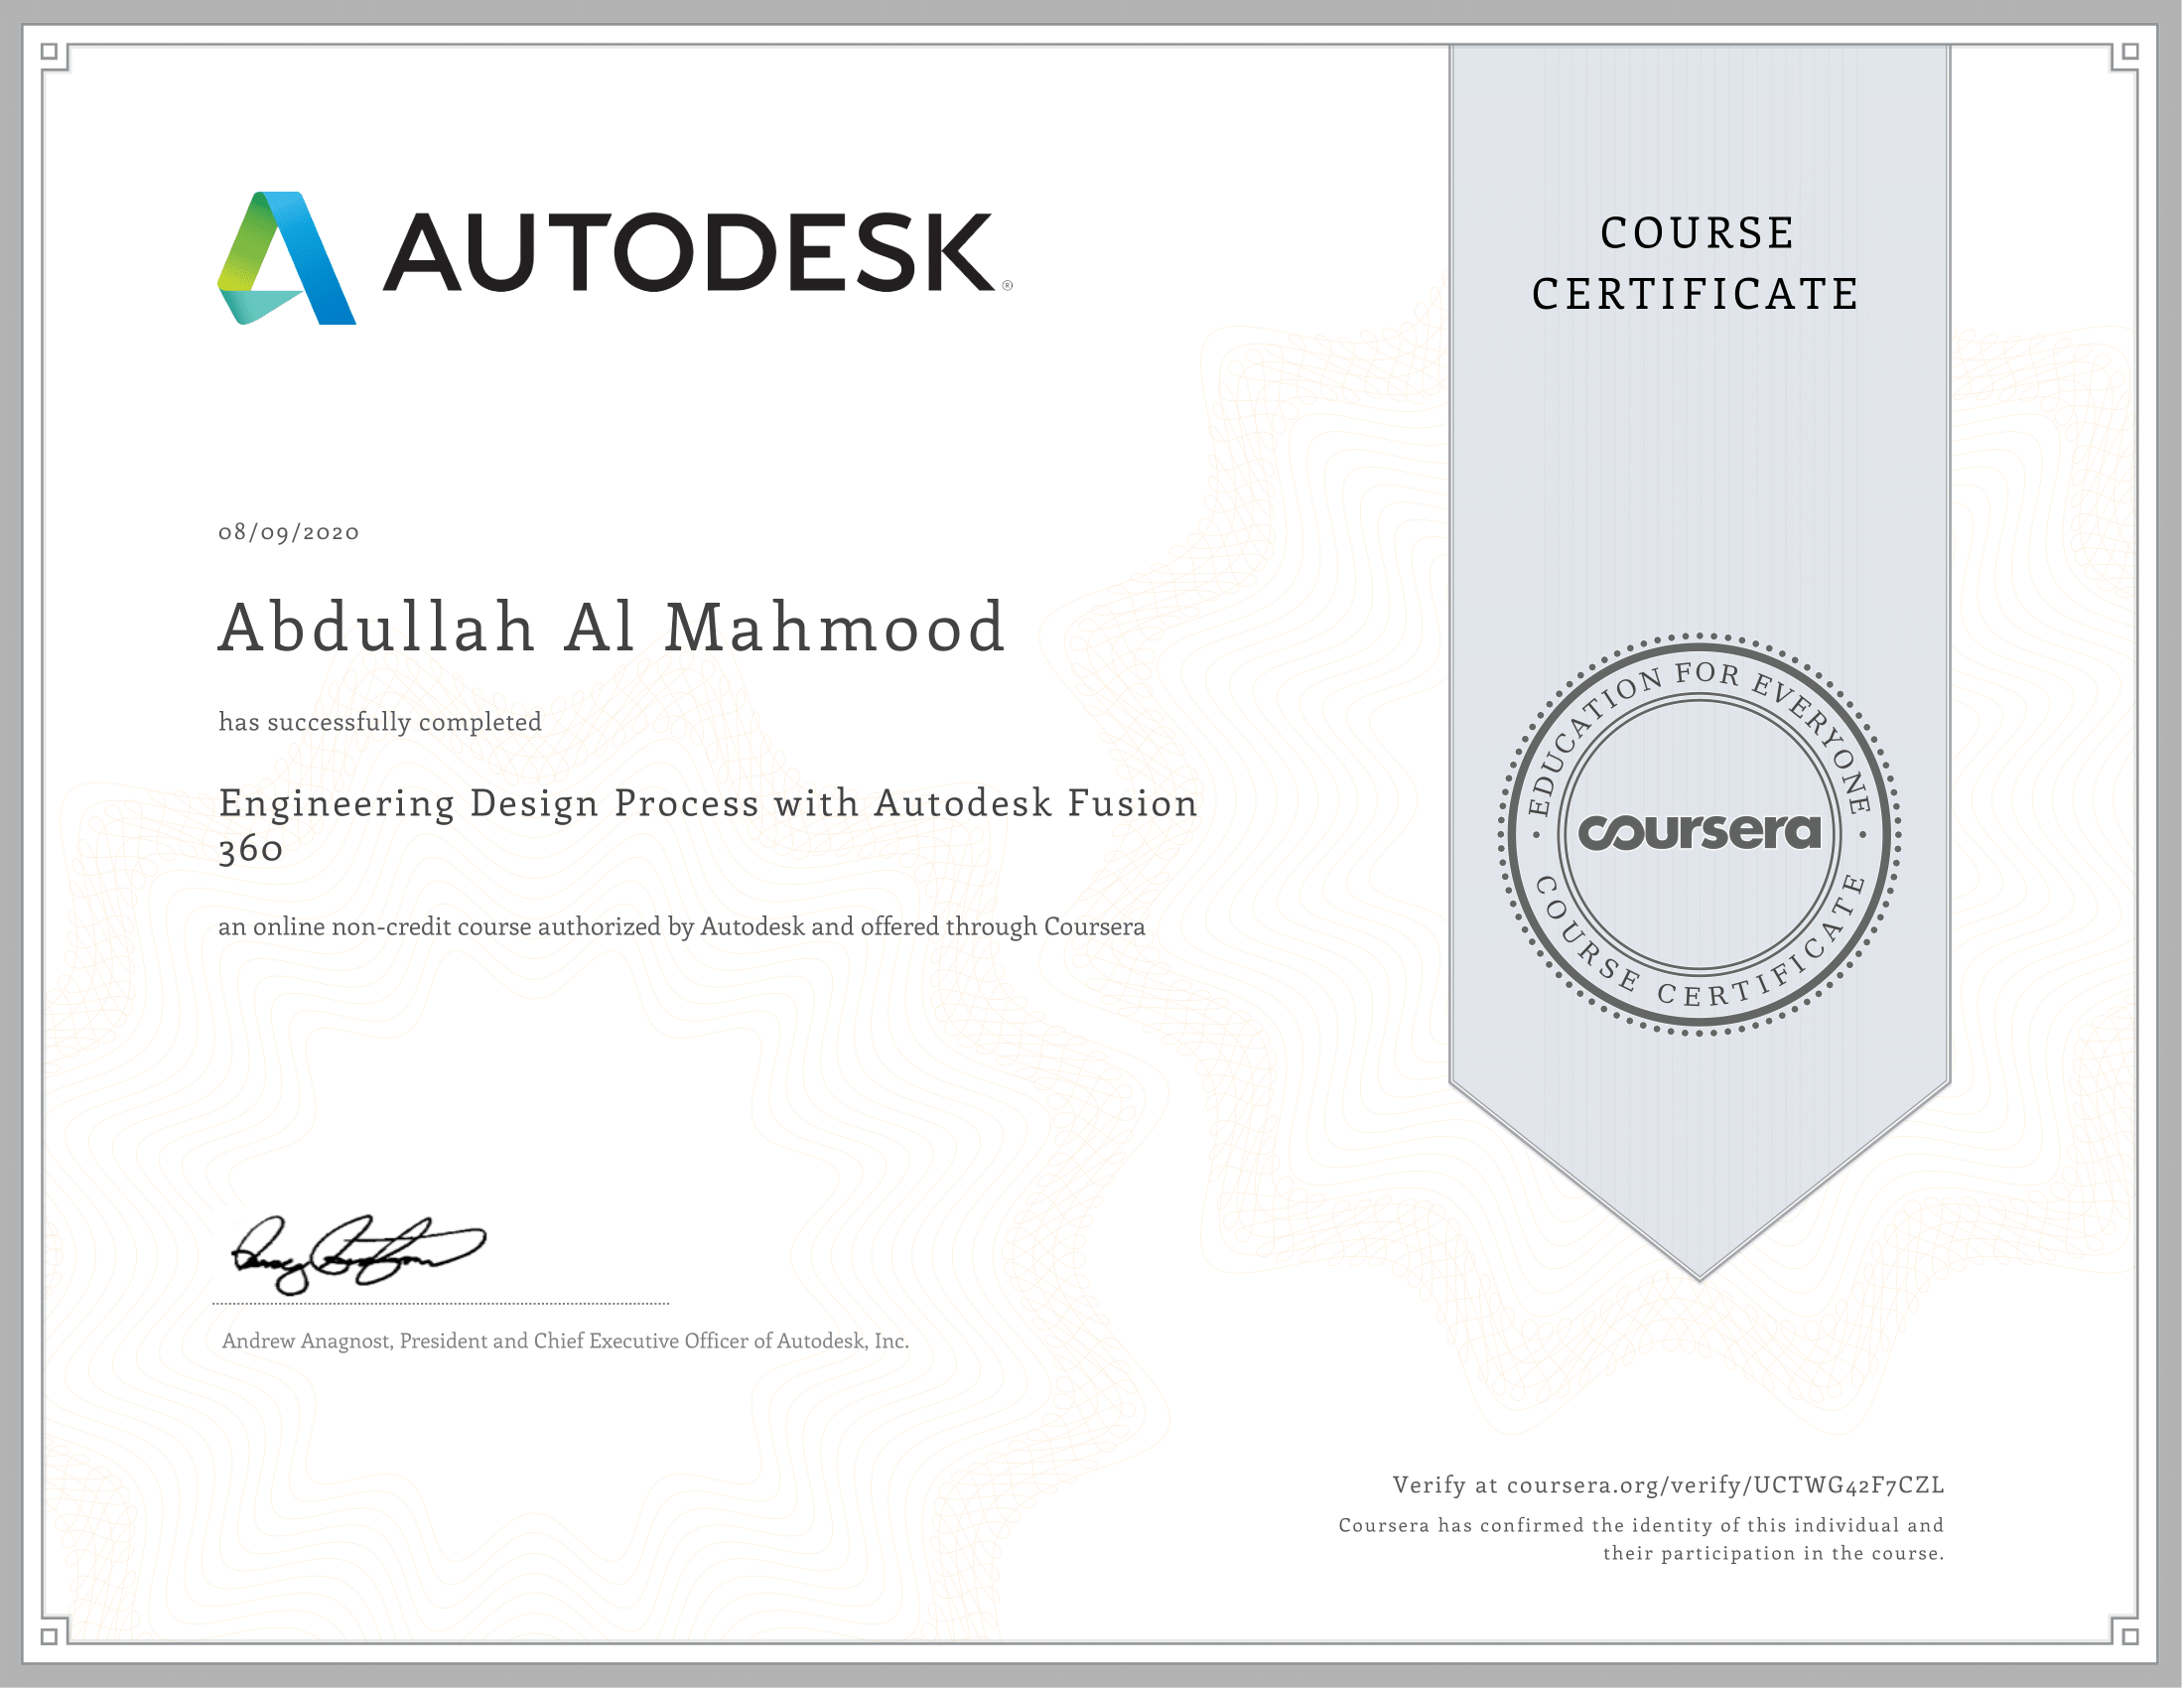 AUTODESK®
COURSE
CERTIFICATE
08/09/2020
Abdullah Al Mahmood
has successfully completed
Engineering Design Process with Autodesk Fusion
360
an online non-credit course authorized by Autodesk and offered through Coursera
EDUCATION FOR EVERYONE
coursera
COURSE CERTIFICATE
Andrew Anagnost, President and Chief Executive Officer of Autodesk, Inc.
Verify at coursera.org/verify/UCTWG42F7CZL
Coursera has confirmed the identity of this individual and
their participation in the course.